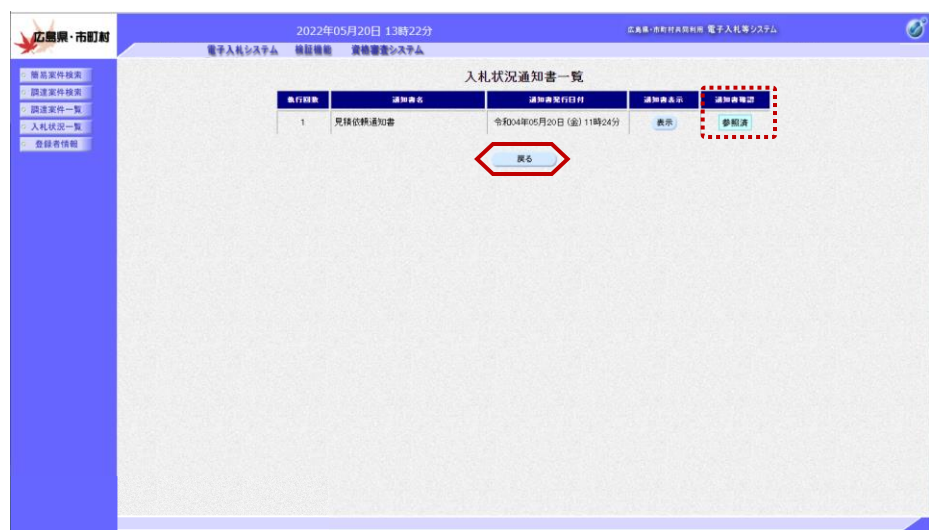 広島県・市町村
2022年05月20日 13時22分
広島県・市町村共同利用 電子入札等システム
電子入札システム 検証機能 資格審査システム
簡易案件検索
調達案件検索
調達案件一覧
入札状況一覧
登録者情報
入札状況通知書一覧
執行回数 通知書名 通知書発行日付 通知書表示 通知書確認
1 見積依頼通知書 令和04年05月20日(金)11時24分 表示 参照済
戻る